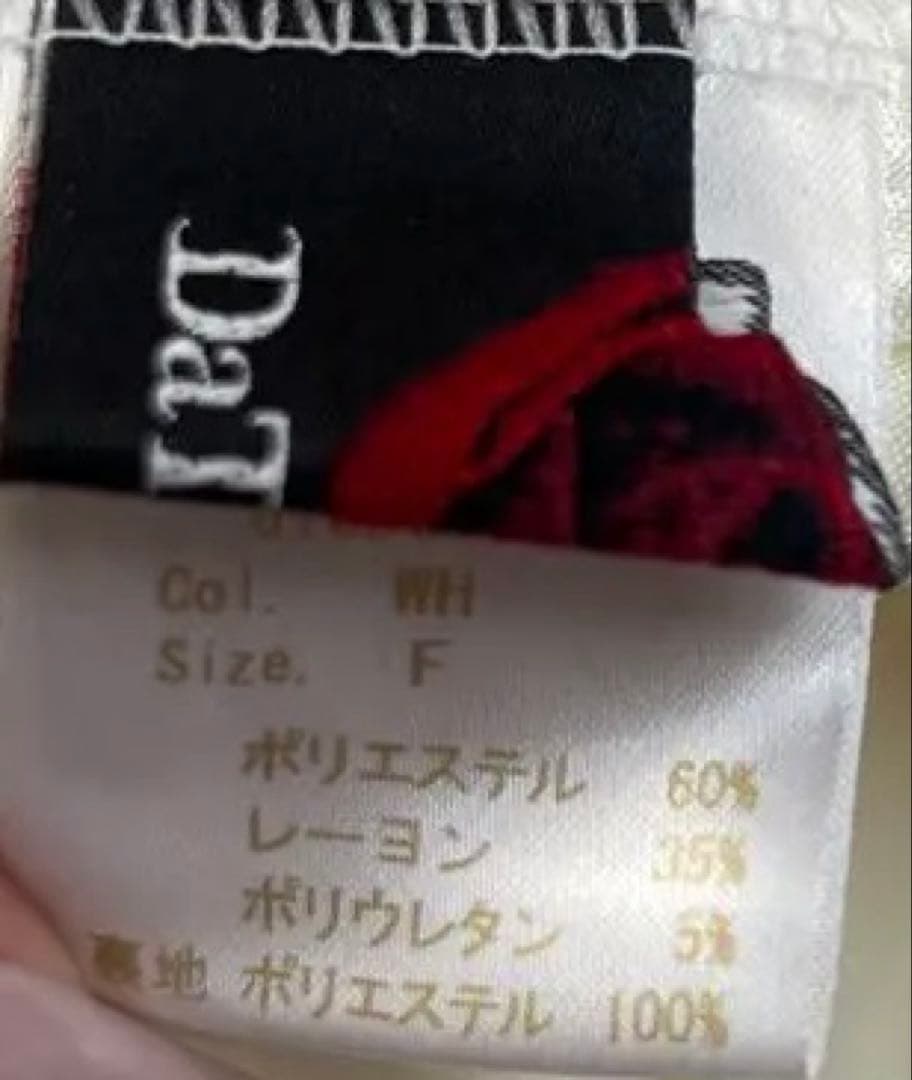 DaT
Col. WH
Size. F
ポリエステル 60%
レーヨン 35%
ポリウレタン 5%
裏地 ポリエステル 100%